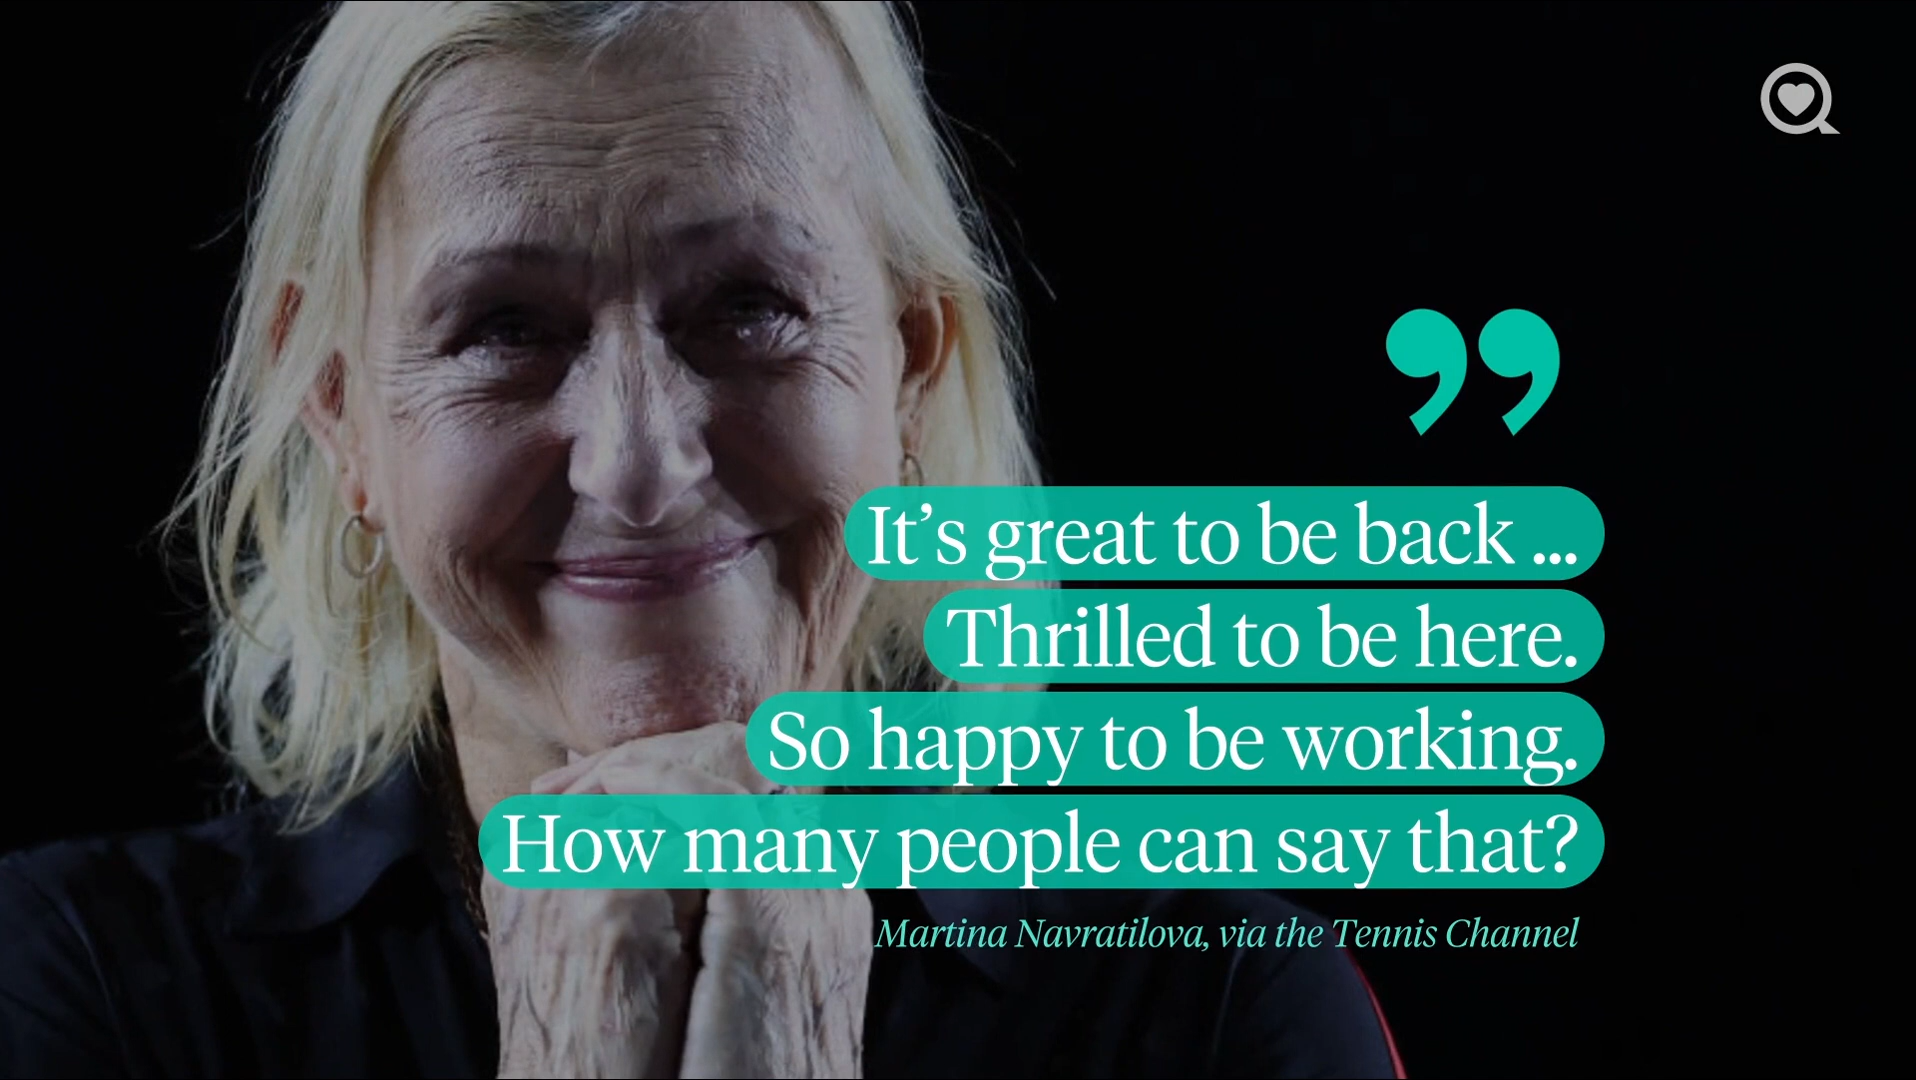 ”
It’s great to be back ...
Thrilled to be here.
So happy to be working.
How many people can say that?
Martina Navratilova, via the Tennis Channel